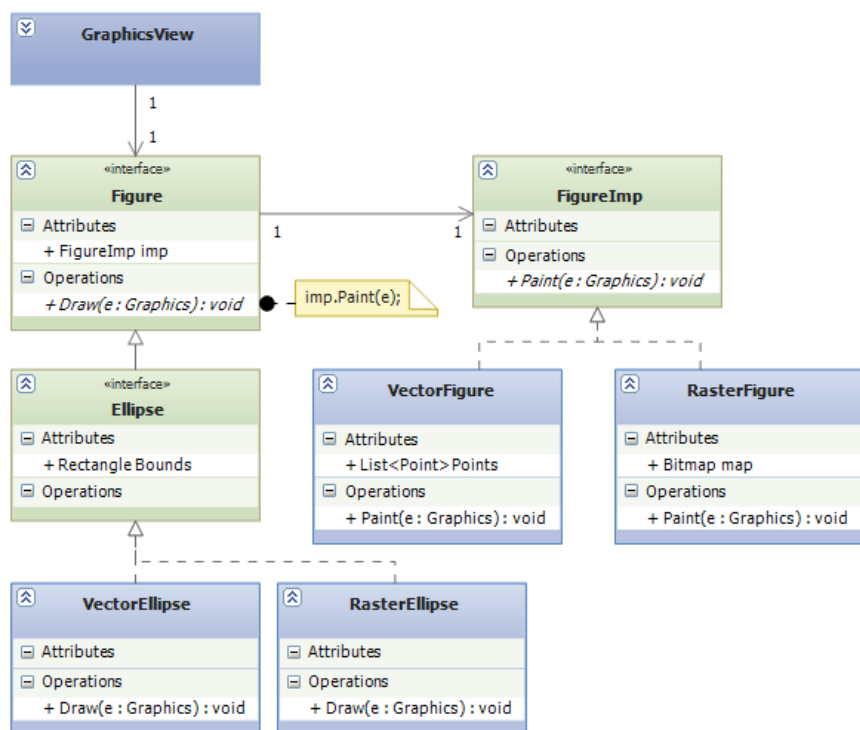 GraphicsView
1
1
«interface»
Figure
Attributes
+ FigureImp imp
Operations
+ Draw(e : Graphics) : void
1
1
imp.Paint(e);
«interface»
FigureImp
Attributes
Operations
+ Paint(e : Graphics) : void
«interface»
Ellipse
Attributes
+ Rectangle Bounds
Operations
VectorFigure
Attributes
+ List<Point> Points
Operations
+ Paint(e : Graphics) : void
RasterFigure
Attributes
+ Bitmap map
Operations
+ Paint(e : Graphics) : void
VectorEllipse
Attributes
Operations
+ Draw(e : Graphics) : void
RasterEllipse
Attributes
Operations
+ Draw(e : Graphics) : void